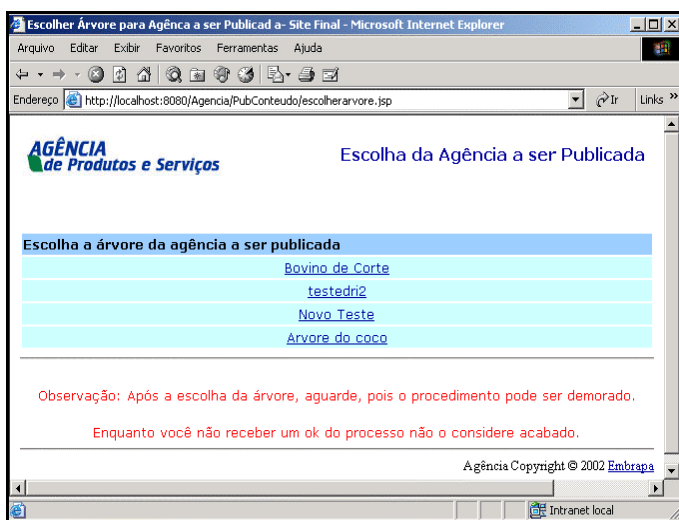 Escolher Árvore para Agênca a ser Publicad a- Site Final - Microsoft Internet Explorer
Arquivo Editar Exibir Favoritos Ferramentas Ajuda
Endereço http://localhost:8080/Agencia/PubConteudo/escolherarvore.jsp Ir Links »
AGÊNCIA
de Produtos e Serviços
Escolha da Agência a ser Publicada
Escolha a árvore da agência a ser publicada
Bovino de Corte
testedri2
Novo Teste
Arvore do coco
Observação: Após a escolha da árvore, aguarde, pois o procedimento pode ser demorado.
Enquanto você não receber um ok do processo não o considere acabado.
Agência Copyright © 2002 Embrapa
Intranet local